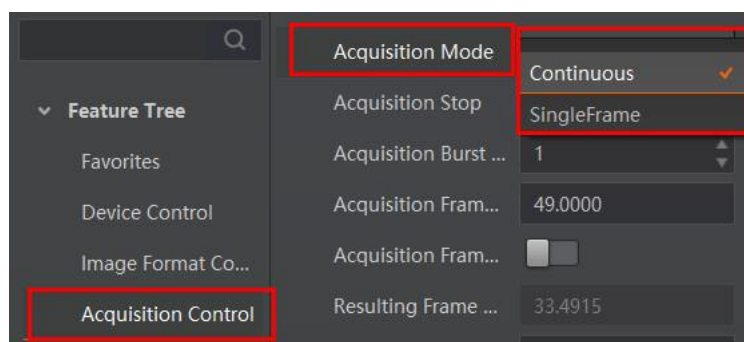 Acquisition Mode
Continuous
SingleFrame
Feature Tree
Acquisition Stop
Favorites
Acquisition Burst ... 1
Device Control
Acquisition Fram... 49.0000
Image Format Co...
Acquisition Fram...
Acquisition Control
Resulting Frame ... 33.4915